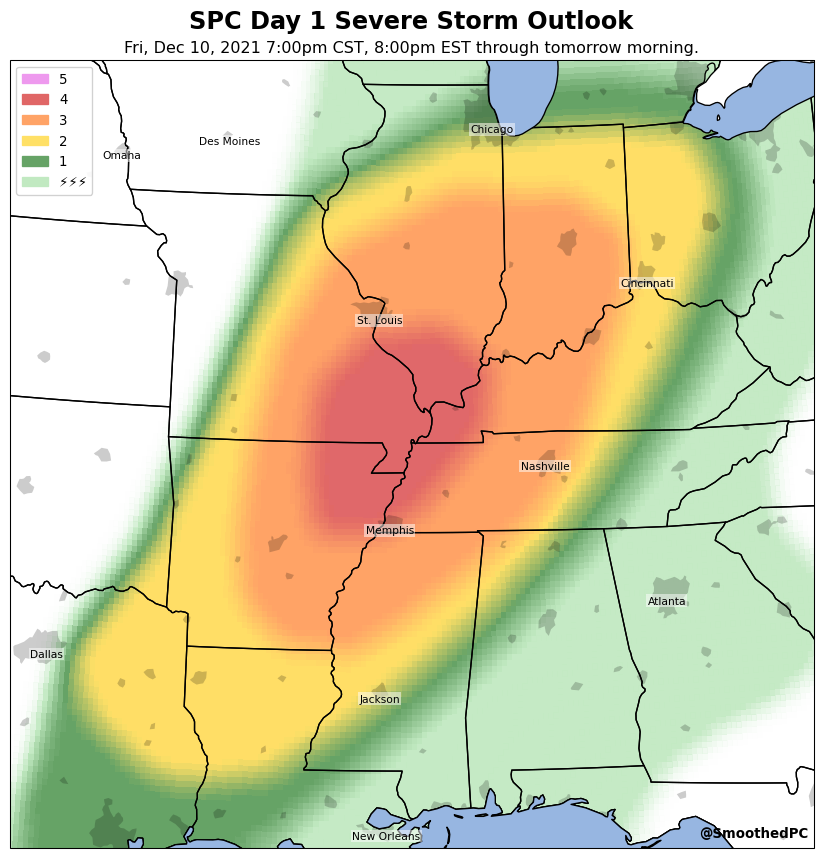 SPC Day 1 Severe Storm Outlook
Fri, Dec 10, 2021 7:00pm CST, 8:00pm EST through tomorrow morning.
5
4
3
2
1
⚡⚡⚡
Chicago
Des Moines
Omaha
Cincinnati
St. Louis
Nashville
Memphis
Atlanta
Dallas
Jackson
@SmoothedPC
New Orleans